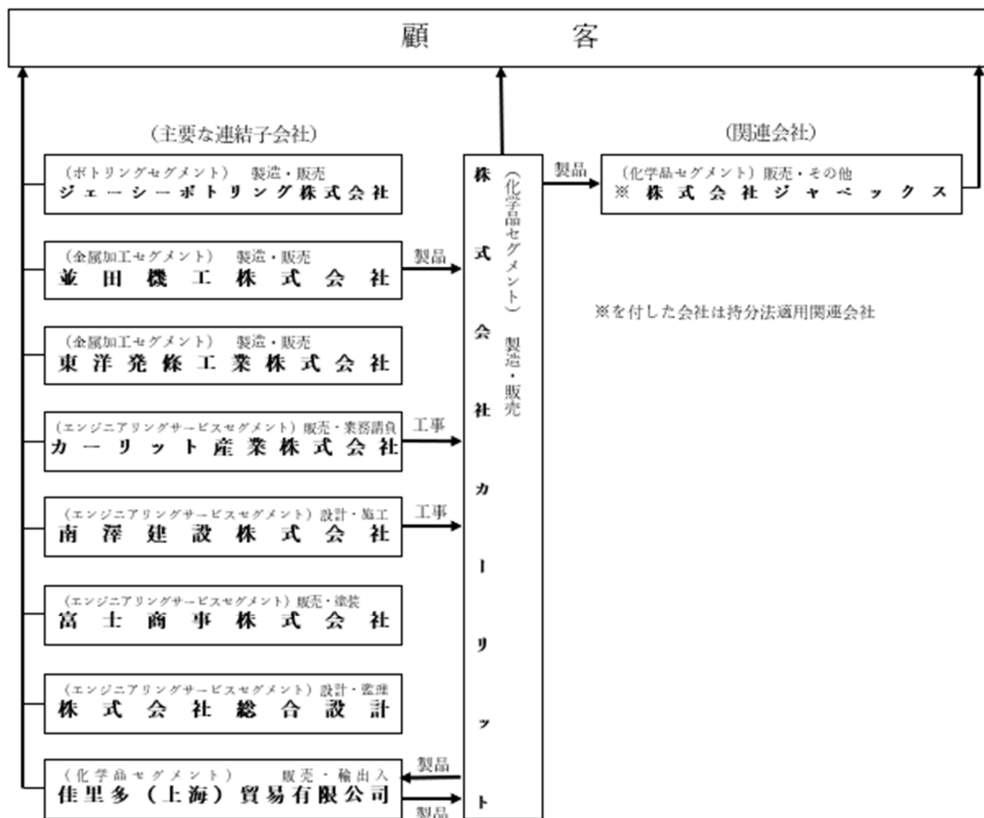 顧客
（主要な連結子会社）
（関連会社）
（ボトリングセグメント） 製造・販売
ジェーシーボトリング株式会社
（金属加工セグメント） 製造・販売
並田機工株式会社
製品
（金属加工セグメント） 製造・販売
東洋発條工業株式会社
（エンジニアリングサービスセグメント）販売・業務請負
カーリット産業株式会社
工事
（エンジニアリングサービスセグメント）設計・施工
南澤建設株式会社
工事
（エンジニアリングサービスセグメント）販売・塗装
富士商事株式会社
（エンジニアリングサービスセグメント）設計・監理
株式会社総合設計
（化学品セグメント） 販売・輸出入
佳里多（上海）貿易有限公司
製品
製品
（化学品セグメント） 製造・販売
株式会社カーリット
製品
（化学品セグメント）販売・その他
※株式会社ジャペックス
※を付した会社は持分法適用関連会社